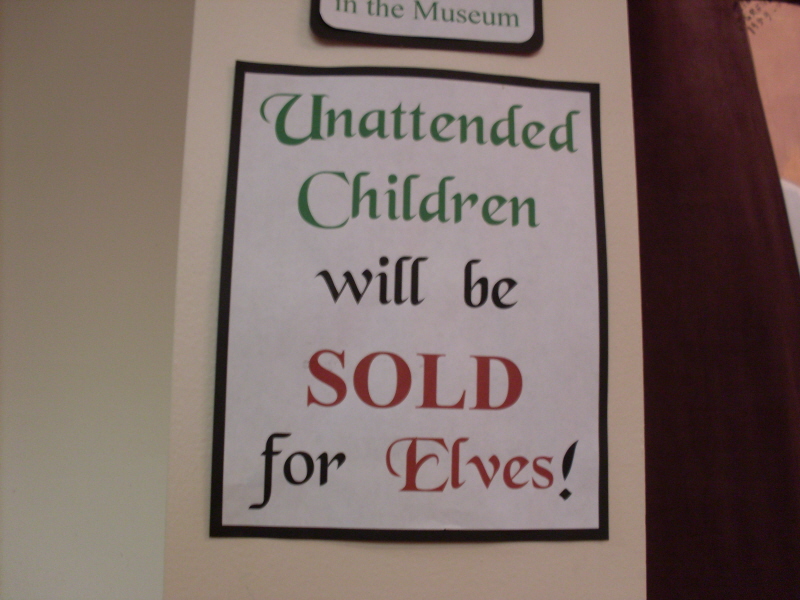 in the Museum
Unattended
Children
will be
SOLD
for Elves!